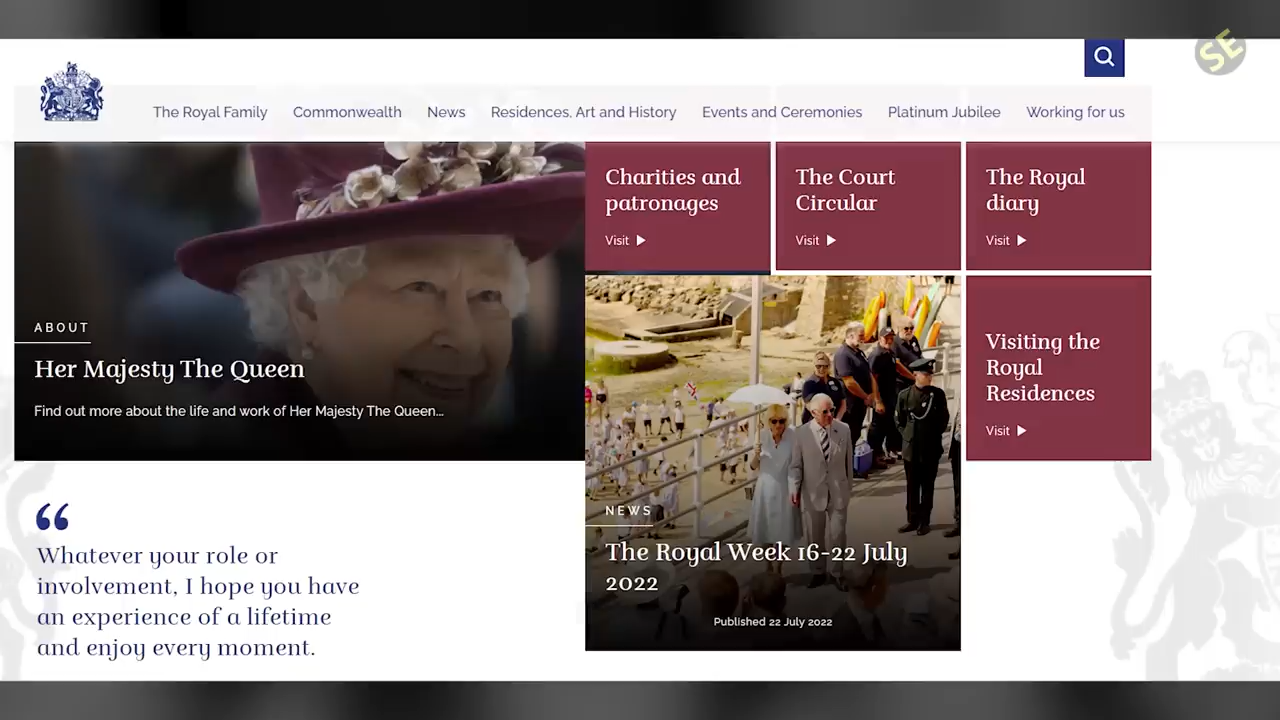 SE
The Royal Family Commonwealth News Residences, Art and History Events and Ceremonies Platinum Jubilee Working for us
ABOUT
Her Majesty The Queen
Find out more about the life and work of Her Majesty The Queen...
Charities and
patronages
Visit
The Court
Circular
Visit
The Royal
diary
Visit
Visiting the
Royal
Residences
Visit
NEWS
The Royal Week 16-22 July
2022
Published 22 July 2022
“
Whatever your role or
involvement, I hope you have
an experience of a lifetime
and enjoy every moment.